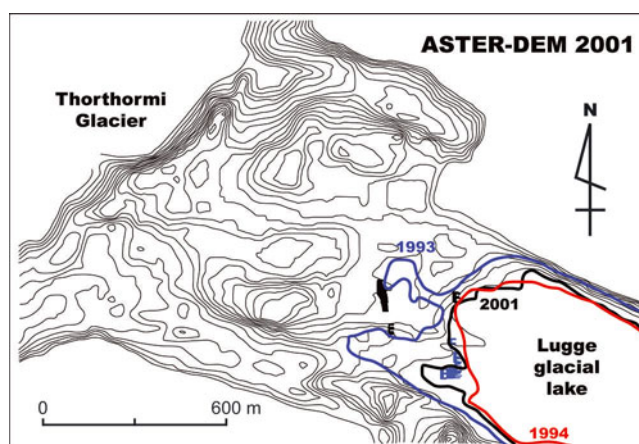 ASTER-DEM 2001
Thorthormi
Glacier
N
1993
E
2001
E
Lugge
glacial
lake
0
600 m
1994